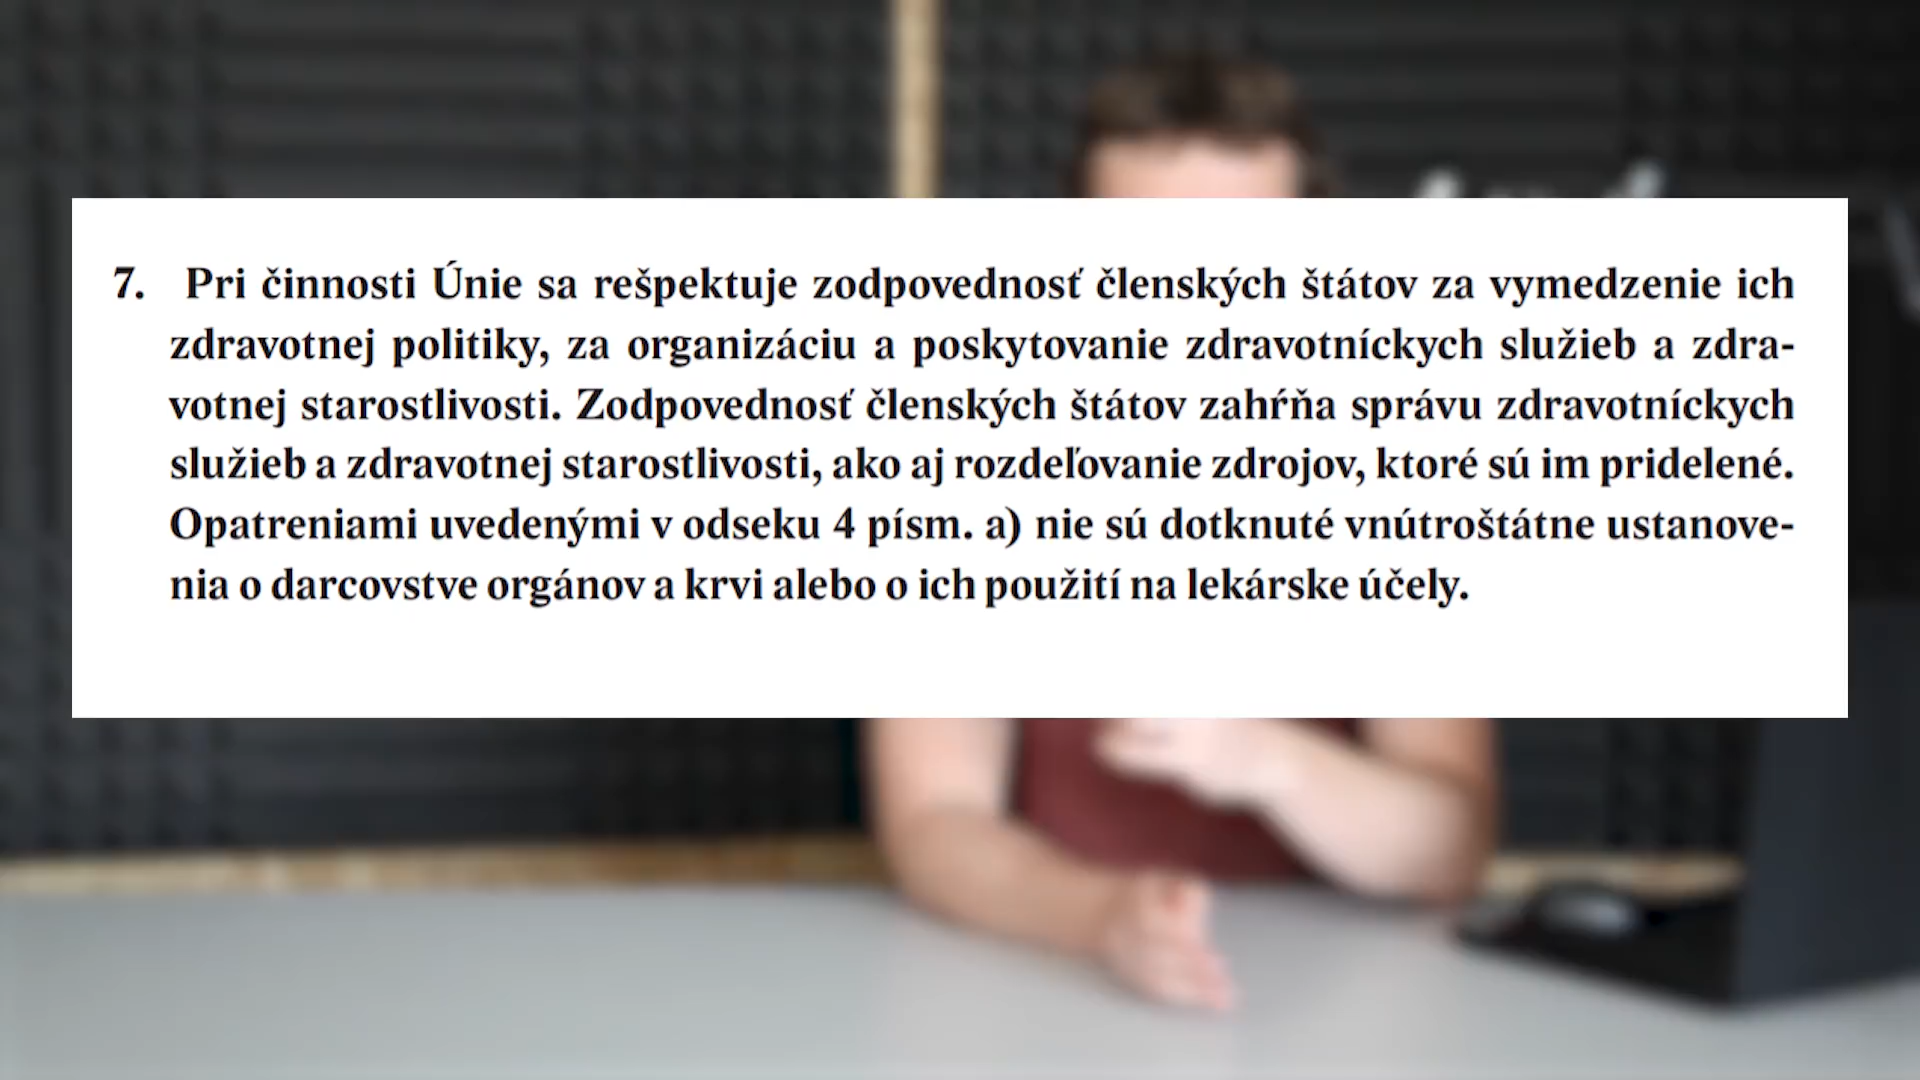 7. Pri činnosti Únie sa rešpektuje zodpovednosť členských štátov za vymedzenie ich
zdravotnej politiky, za organizáciu a poskytovanie zdravotníckych služieb a zdra-
votnej starostlivosti. Zodpovednosť členských štátov zahŕňa správu zdravotníckych
služieb a zdravotnej starostlivosti, ako aj rozdeľovanie zdrojov, ktoré sú im pridelené.
Opatreniami uvedenými v odseku 4 písm. a) nie sú dotknuté vnútroštátne ustanove-
nia o darcovstve orgánov a krvi alebo o ich použití na lekárske účely.